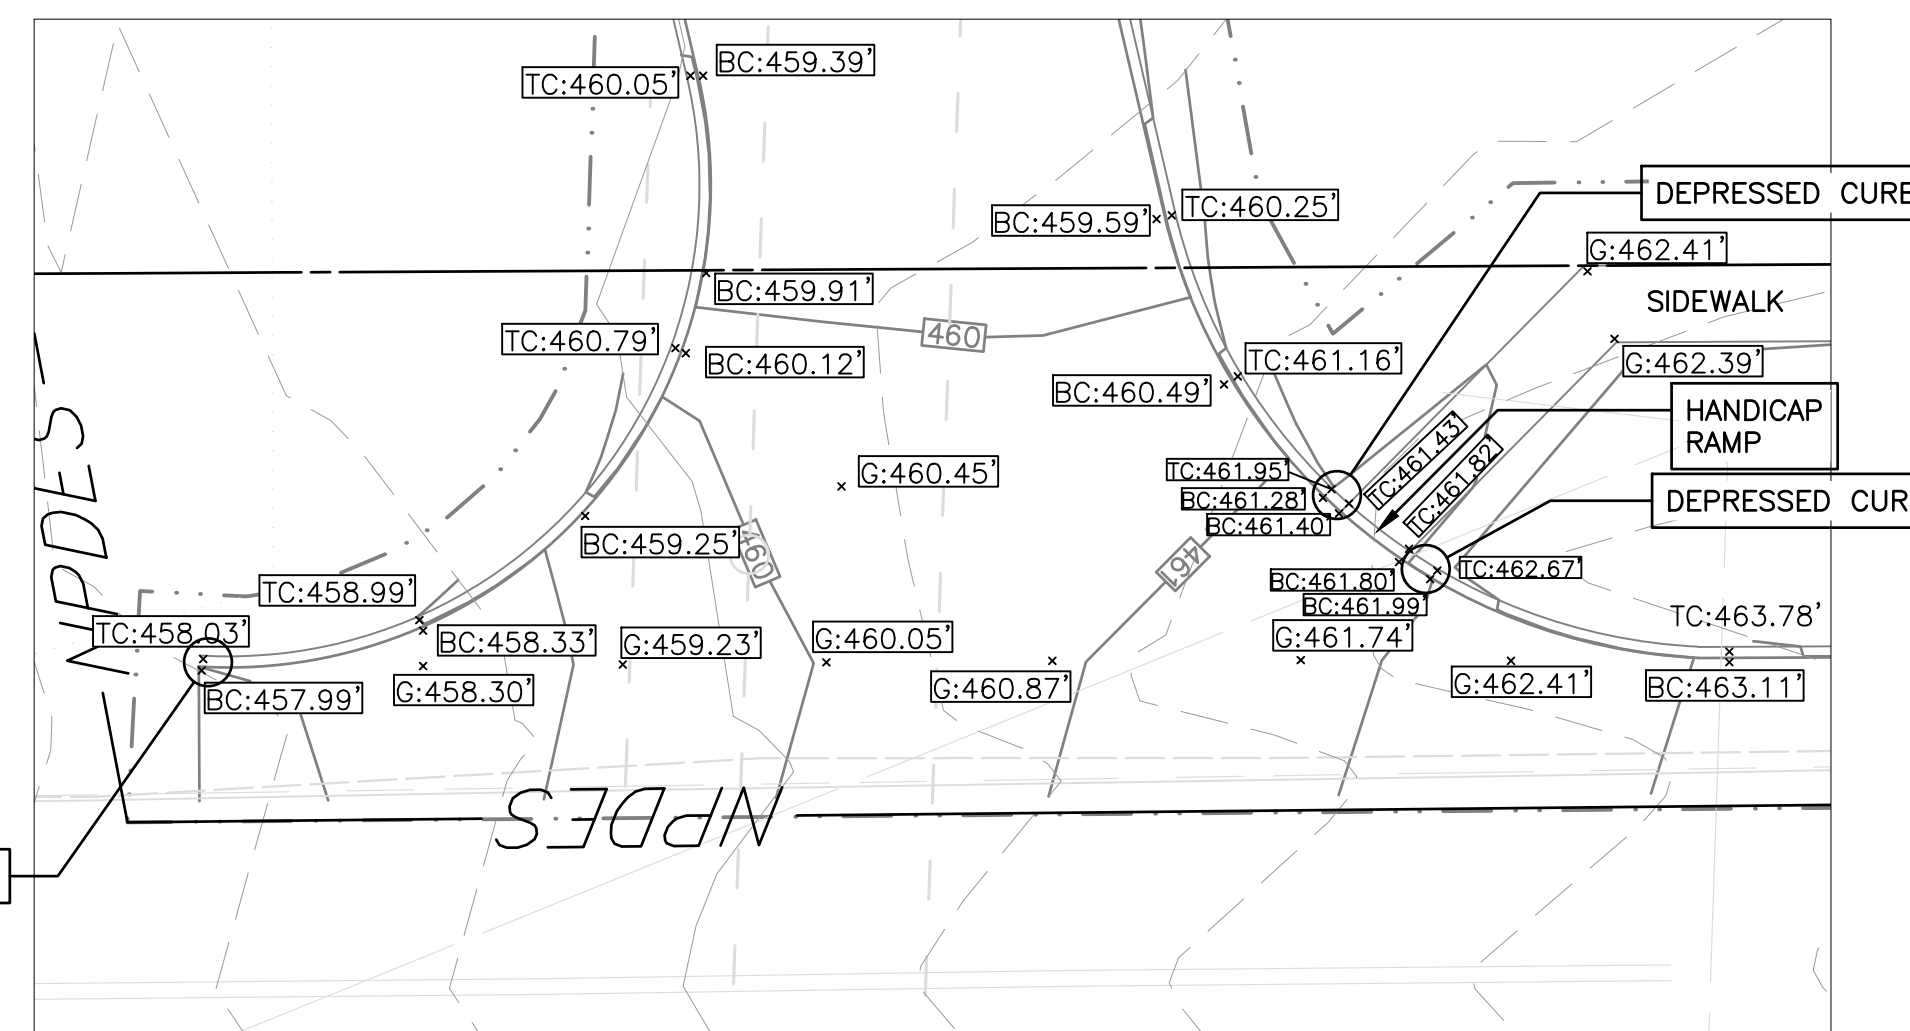 BC:459.39'
TC:460.05'
DEPRESSED CURB
TC:460.25'
BC:459.59'
G:462.41'
BC:459.91'
SIDEWALK
460
TC:460.79'
BC:460.12'
TC:461.16'
G:462.39'
BC:460.49'
HANDICAP
RAMP
TC:461.43'
TC:461.82'
G:460.45'
TC:461.95'
BC:461.28'
BC:461.40'
DEPRESSED CUR
NPDES
BC:459.25'
460
461
TC:458.99'
BC:461.80'
TC:462.67'
BC:461.99'
TC:458.03'
BC:458.33'
G:459.23'
G:460.05'
G:461.74'
TC:463.78'
BC:457.99'
G:458.30'
G:460.87'
G:462.41'
BC:463.11'
NPDES